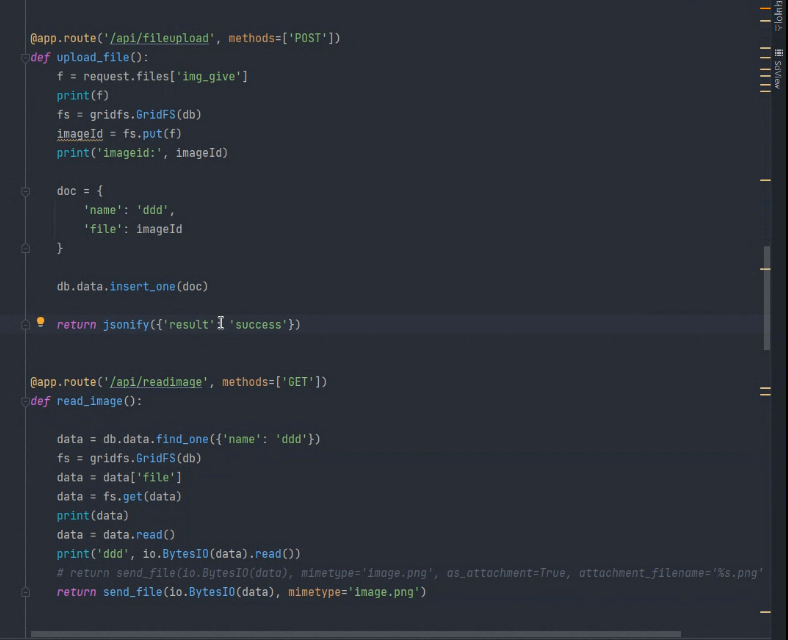 @app.route('/api/fileupload', methods=['POST'])
def upload_file():
    f = request.files['img_give']
    print(f)
    fs = gridfs.GridFS(db)
    imageId = fs.put(f)
    print('imageid:', imageId)
    doc = {
        'name': 'ddd',
        'file': imageId
    }
    db.data.insert_one(doc)
    return jsonify({'result': 'success'})
@app.route('/api/readimage', methods=['GET'])
def read_image():
    data = db.data.find_one({'name': 'ddd'})
    fs = gridfs.GridFS(db)
    data = data['file']
    data = fs.get(data)
    print(data)
    data = data.read()
    print('ddd', io.BytesIO(data).read())
    # return send_file(io.BytesIO(data), mimetype='image.png', as_attachment=True, attachment_filename='%s.png'
    return send_file(io.BytesIO(data), mimetype='image.png')
SciView